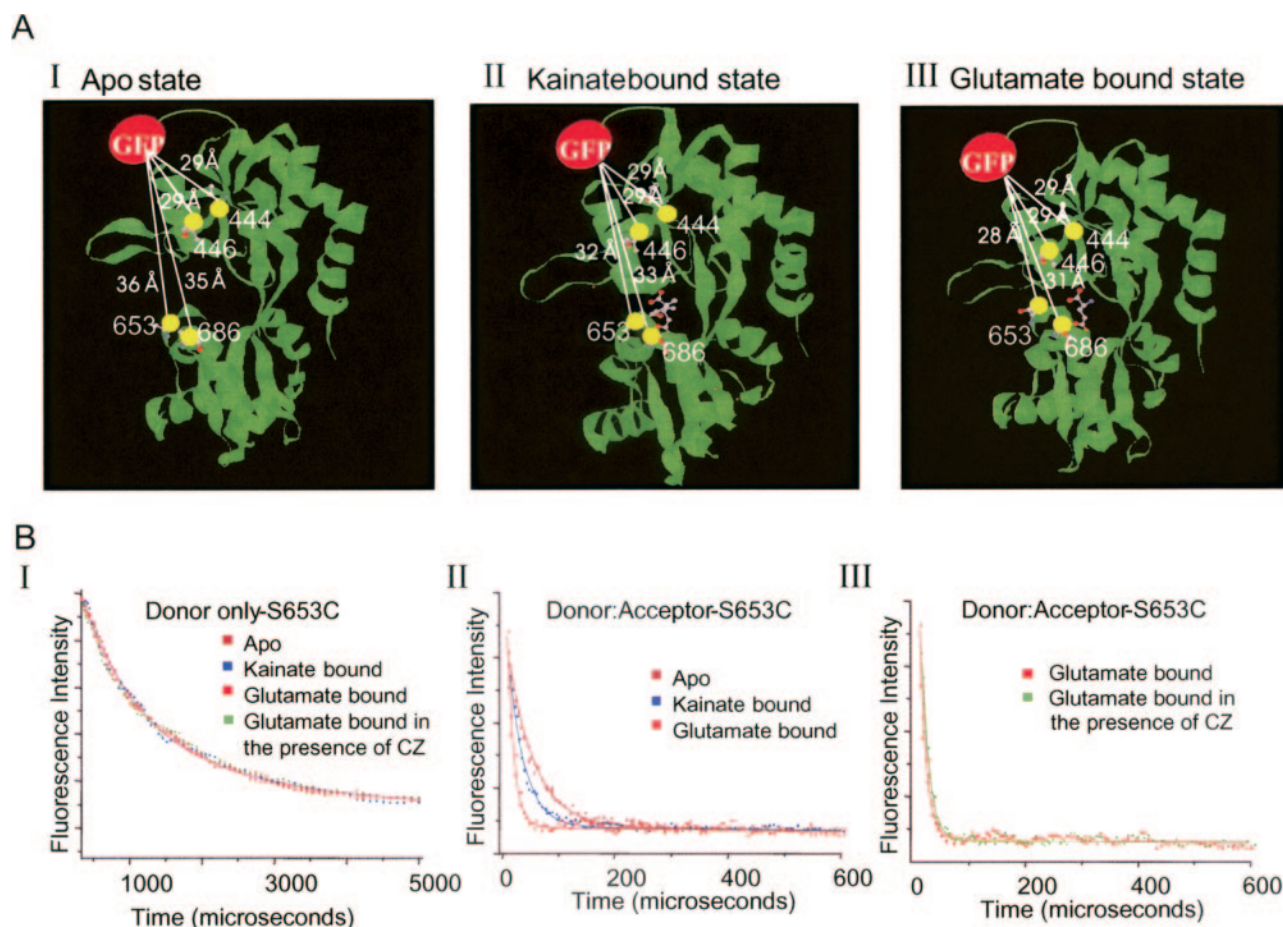 A
I Apo state
GFP
29Å
29Å
444
446
36 Å
35 Å
653
686
II Kainatebound state
GFP
29Å
29Å
444
446
32 Å
33 Å
653
686
III Glutamate bound state
GFP
29Å
29Å
444
446
28 Å
31Å
653
686
B
I
Donor only-S653C
Apo
Kainate bound
Glutamate bound
Glutamate bound in
the presence of CZ
Fluorescence Intensity
1000
3000
5000
Time (microseconds)
II
Donor:Acceptor-S653C
Apo
Kainate bound
Glutamate bound
Fluorescence Intensity
0
200
400
600
Time (microseconds)
III
Donor:Acceptor-S653C
Glutamate bound
Glutamate bound in
the presence of CZ
Fluorescence Intensity
0
200
400
600
Time (microseconds)